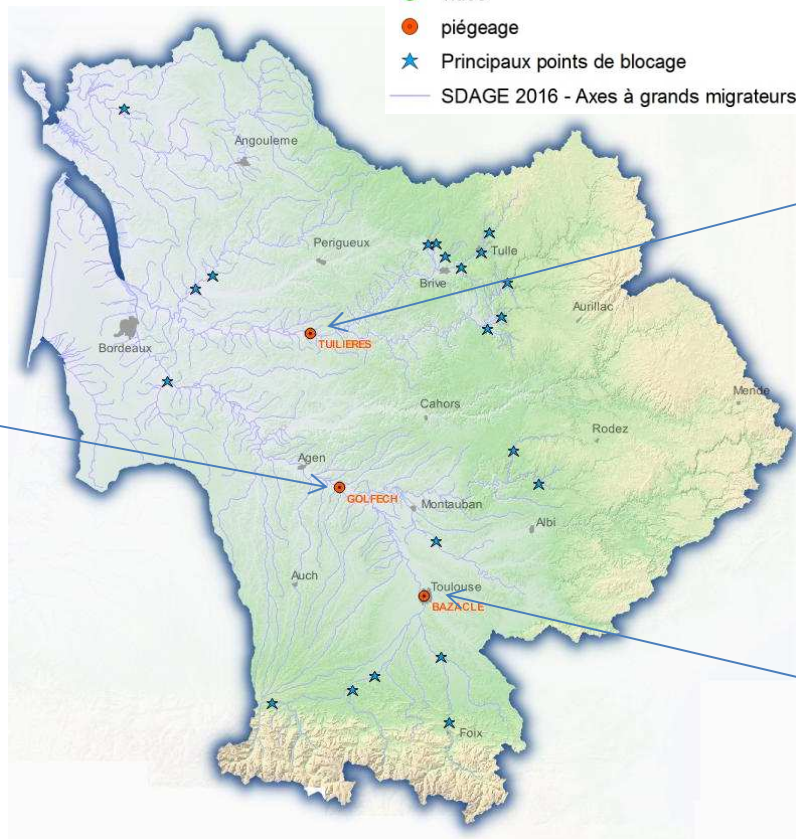 piégeage
Principaux points de blocage
SDAGE 2016 - Axes à grands migrateurs
Angouleme
Perigueux
Tulle
Brive
Aurillac
Bordeaux
TUILIERES
Mende
Cahors
Rodez
Agen
GOLFECH
Montauban
Albi
Auch
Toulouse
BAZACLE
Foix